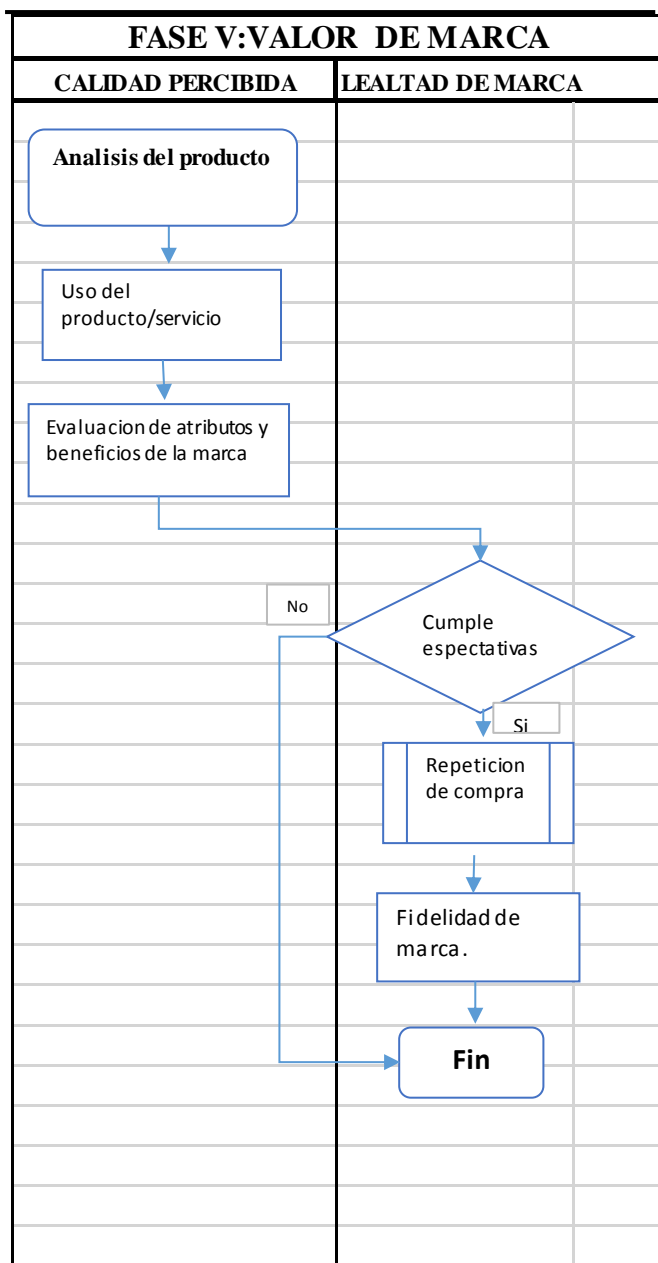 FASE V:VALOR DE MARCA
CALIDAD PERCIBIDA
LEALTAD DE MARCA
Analisis del producto
Uso del
producto/servicio
Evaluacion de atributos y
beneficios de la marca
No
Cumple
espectativas
Si
Repeticion
de compra
Fidelidad de
marca.
Fin